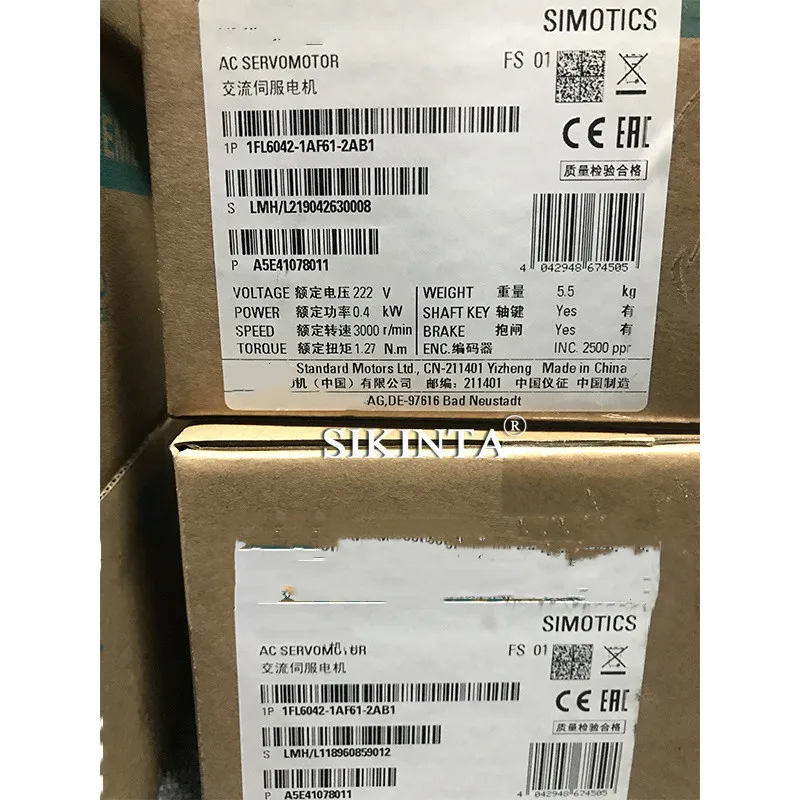 SIMOTICS
AC SERVOMOTOR FS 01
交流伺服电机
CE EAC
1P 1FL6042-1AF61-2AB1
质量检验合格
S LMH/L219042630008
P A5E41078011
4 042948 674505
VOLTAGE 额定电压 222 V WEIGHT 重量 5.5 kg
POWER 额定功率 0.4 kW SHAFT KEY 轴键 Yes 有
SPEED 额定转速 3000 r/min BRAKE 抱闸 Yes 有
TORQUE 额定扭矩 1.27 N.m ENC.编码器 INC. 2500 ppr
Standard Motors Ltd., CN-211401 Yizheng Made in China
机（中国）有限公司 邮编：211401 中国仪征 中国制造
AG,DE-97616 Bad Neustadt
SIKINTA®
SIMOTICS
AC SERVOMOTOR FS 01
交流伺服电机
CE EAC
1P 1FL6042-1AF61-2AB1
质量检验合格
S LMH/L118960859012
P A5E41078011
4 042948 674505